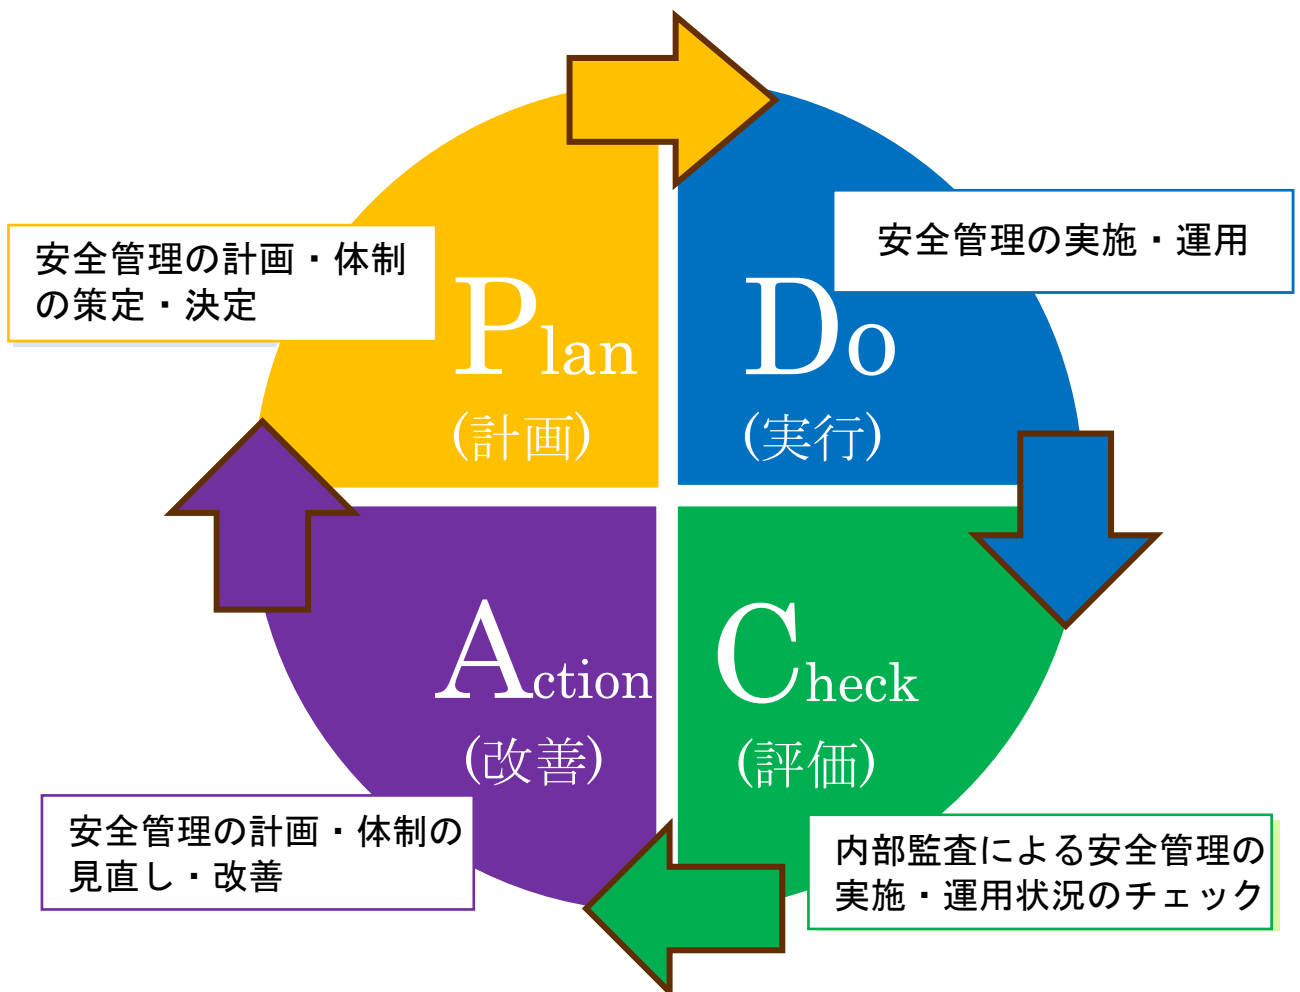 安全管理の計画・体制
の策定・決定
Plan
(計画)
安全管理の実施・運用
Do
(実行)
Action
(改善)
安全管理の計画・体制の
見直し・改善
Check
(評価)
内部監査による安全管理の
実施・運用状況のチェック